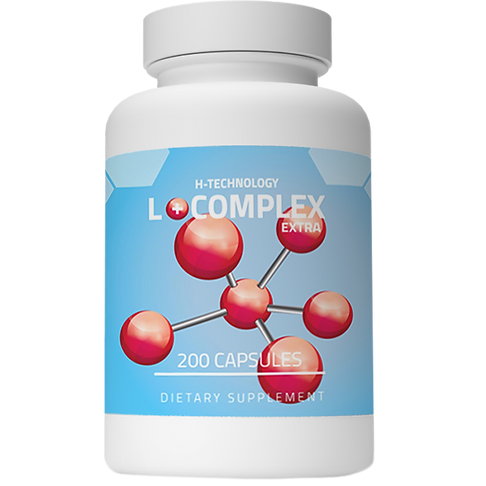 H-TECHNOLOGY
L+COMPLEX
EXTRA
200 CAPSULES
DIETARY SUPPLEMENT